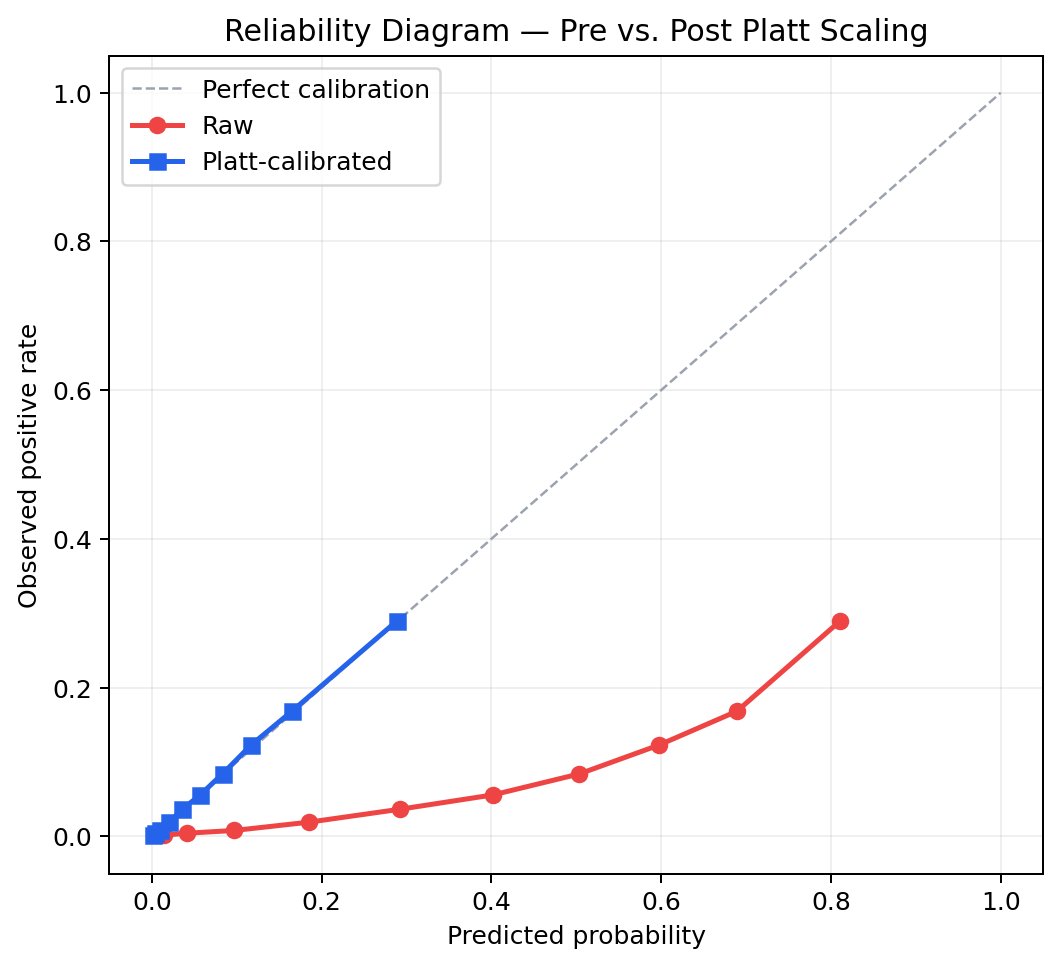 Reliability Diagram — Pre vs. Post Platt Scaling
Perfect calibration
Raw
Platt-calibrated
1.0
0.8
0.6
0.4
0.2
0.0
Observed positive rate
0.0 0.2 0.4 0.6 0.8 1.0
Predicted probability